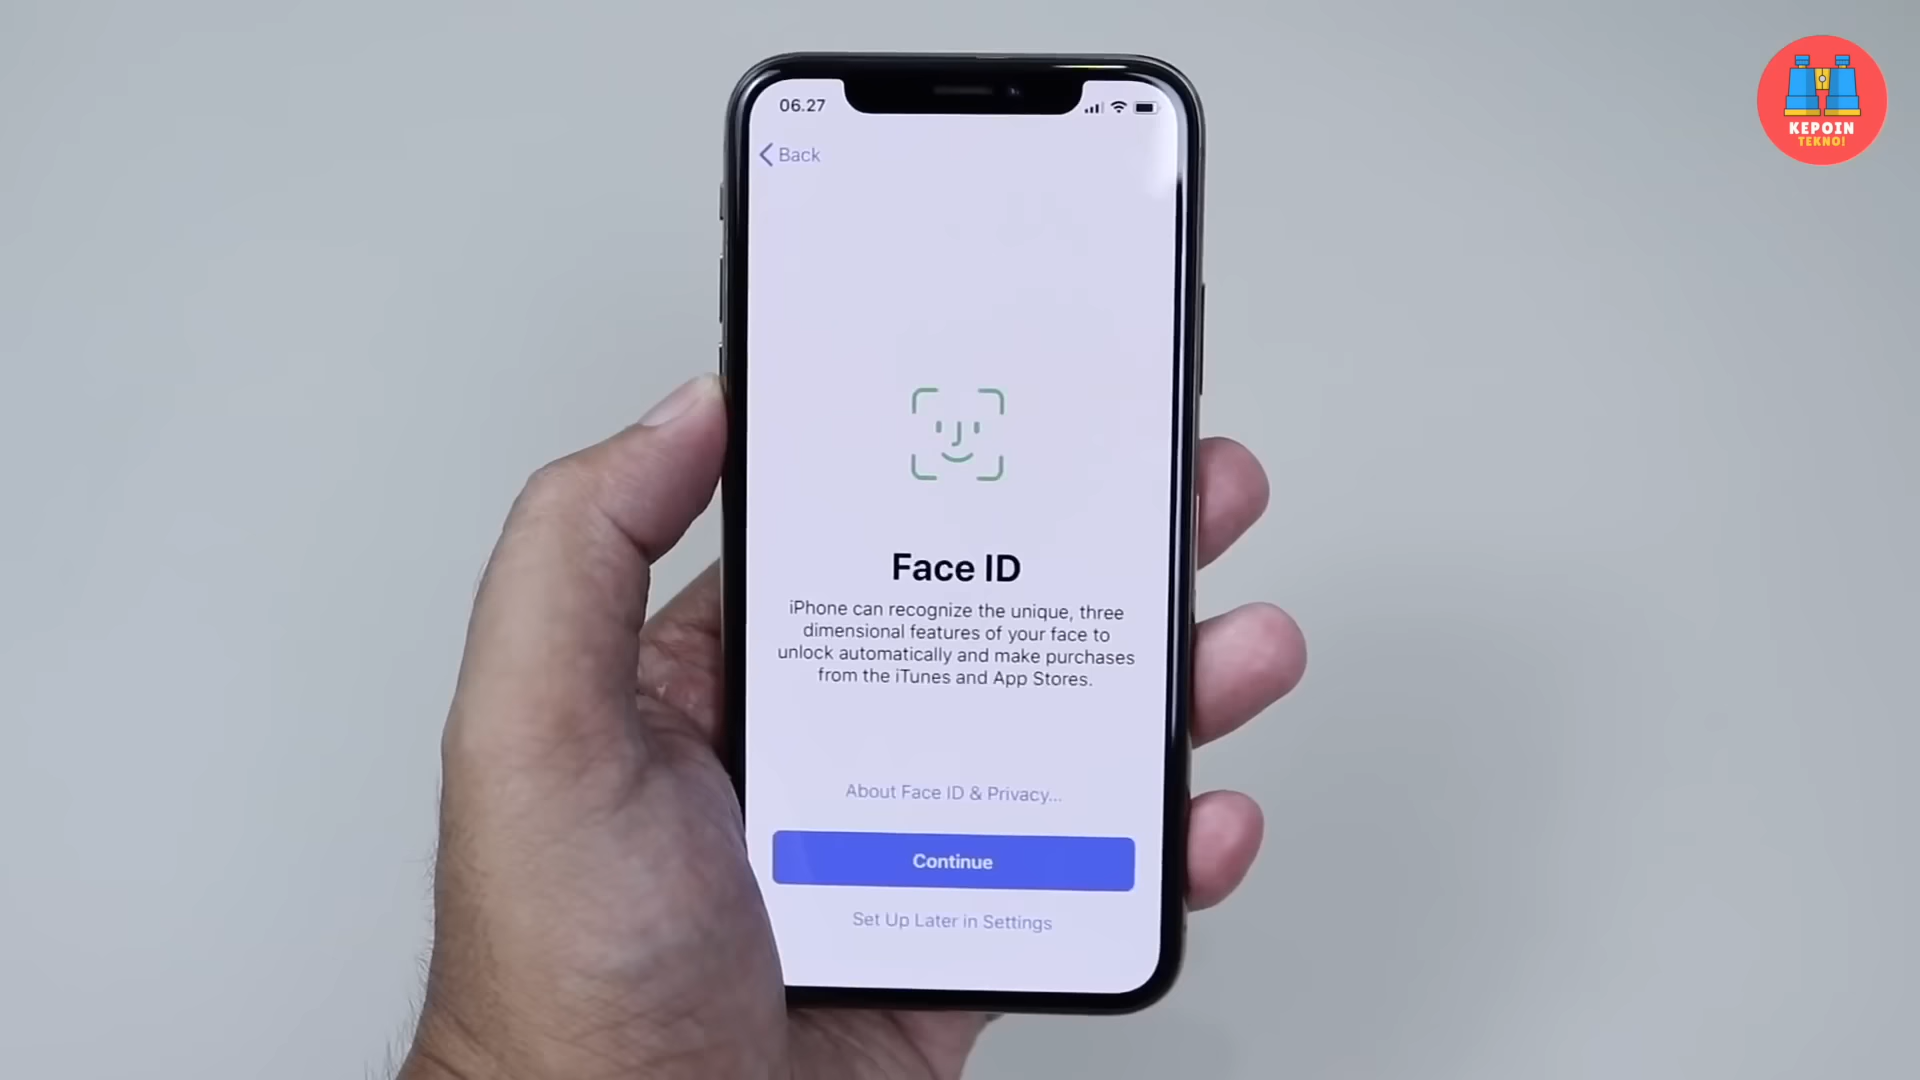 06.27
Back
Face ID
iPhone can recognize the unique, three
dimensional features of your face to
unlock automatically and make purchases
from the iTunes and App Stores.
About Face ID & Privacy...
Continue
Set Up Later in Settings
KEPOIN
TEKNO!